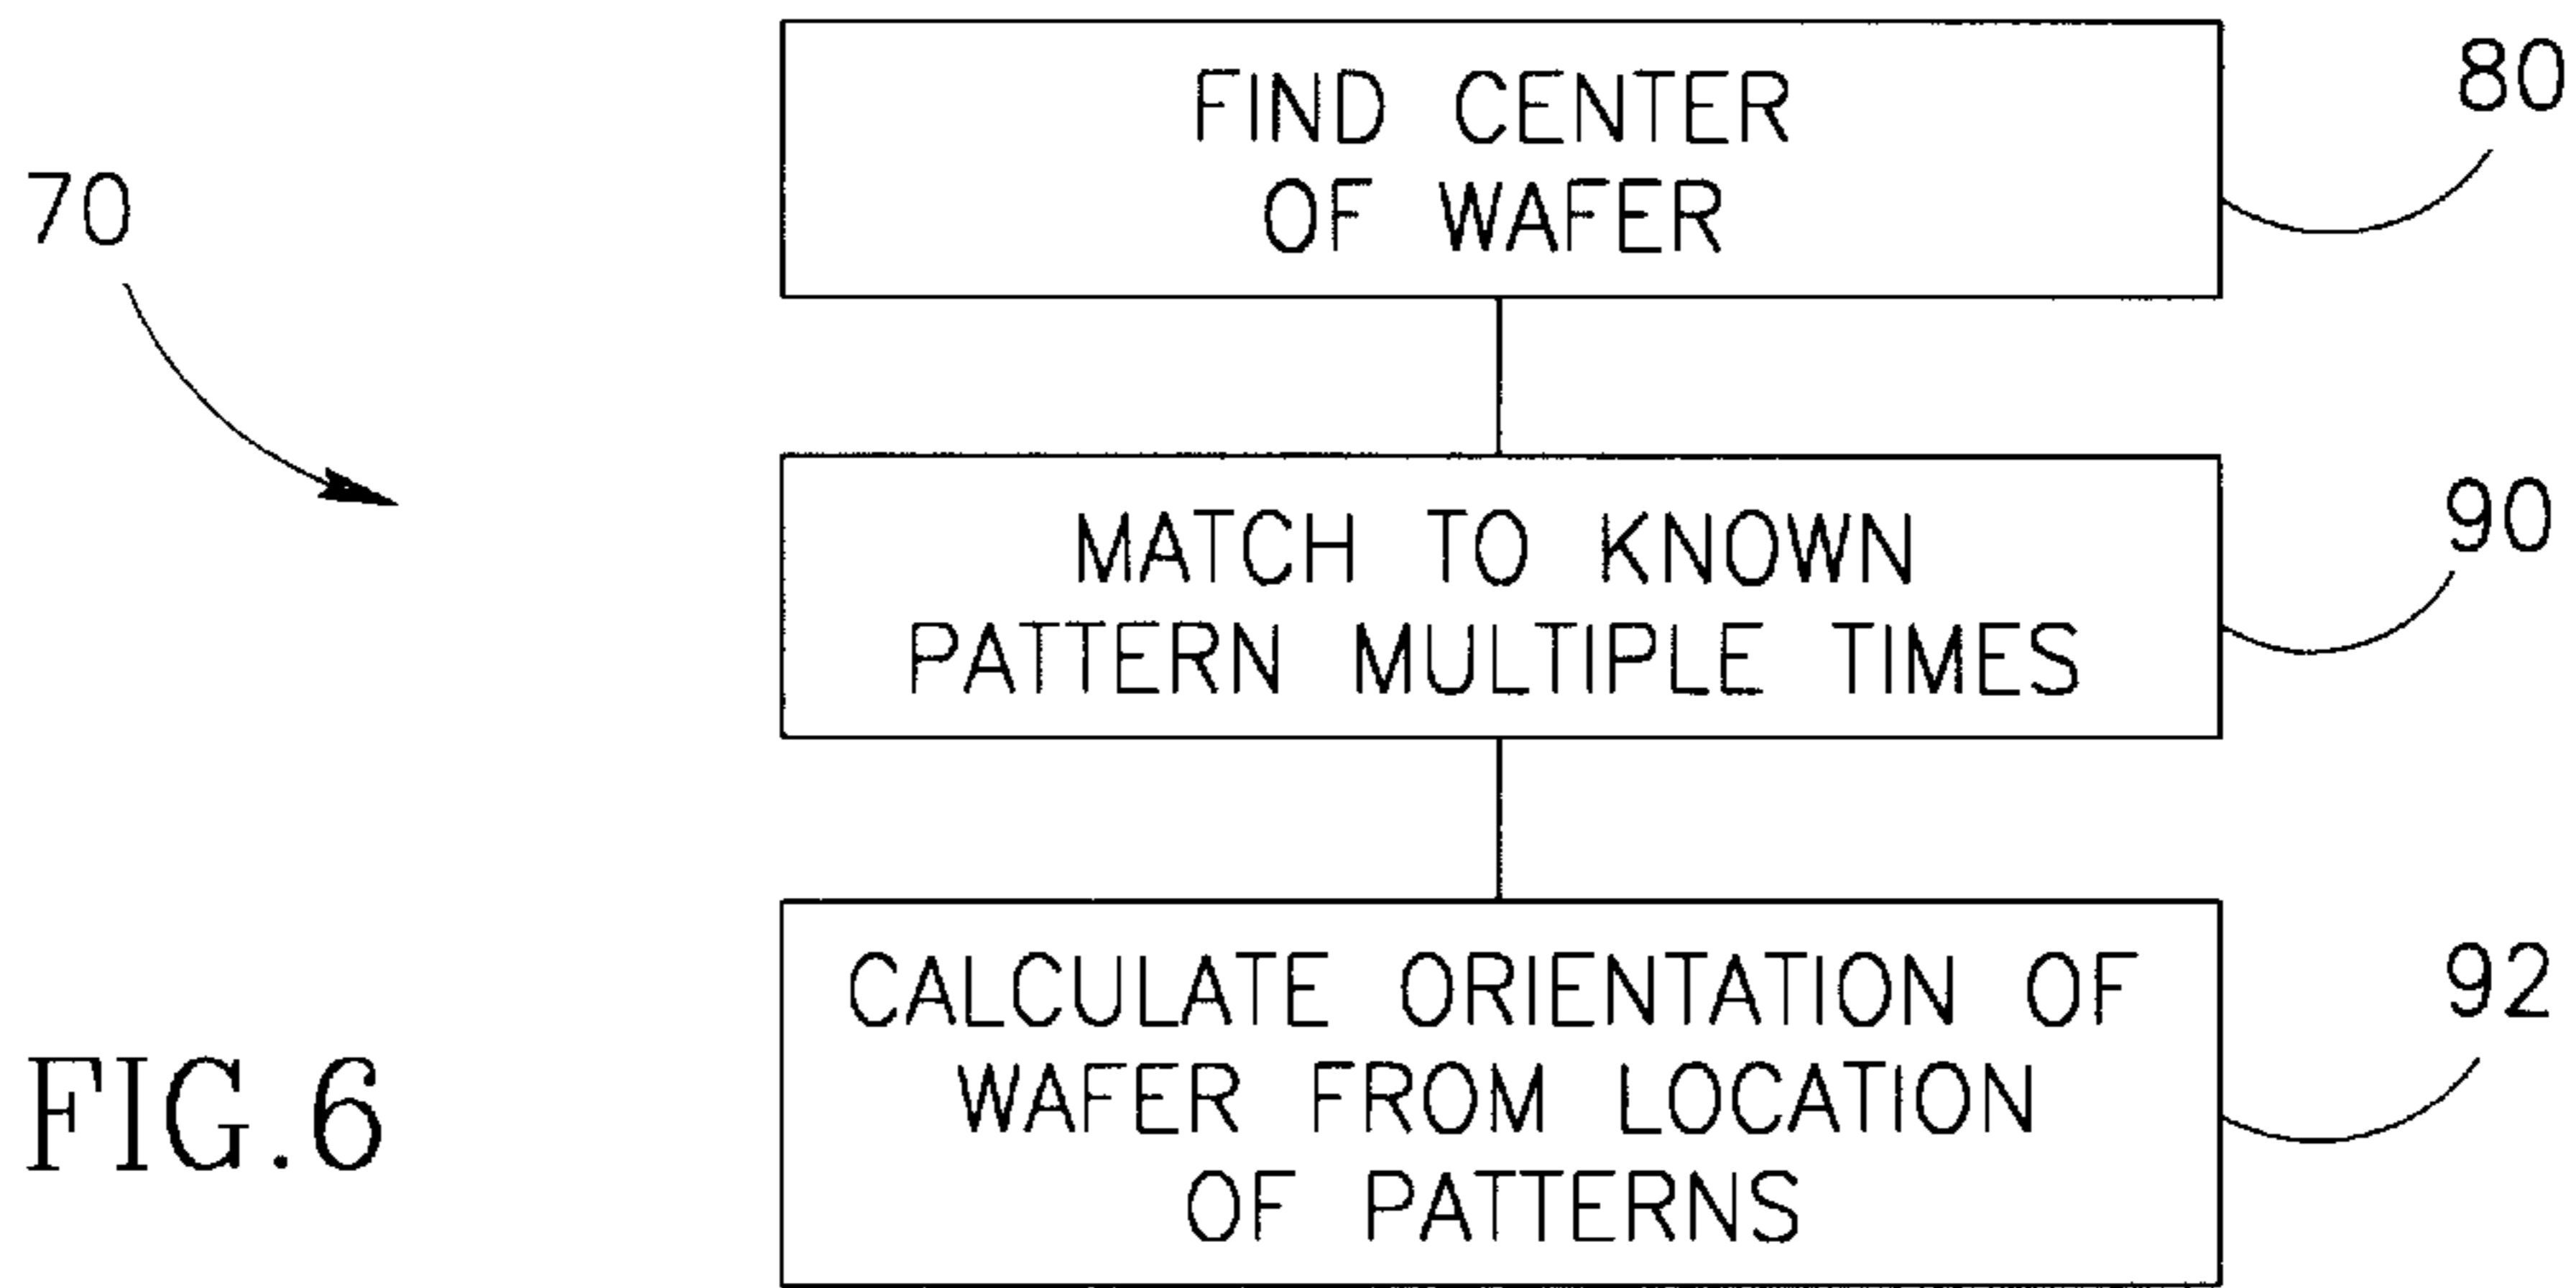 FIND CENTER
OF WAFER
80
70
MATCH TO KNOWN
PATTERN MULTIPLE TIMES
90
CALCULATE ORIENTATION OF
WAFER FROM LOCATION
OF PATTERNS
92
FIG.6